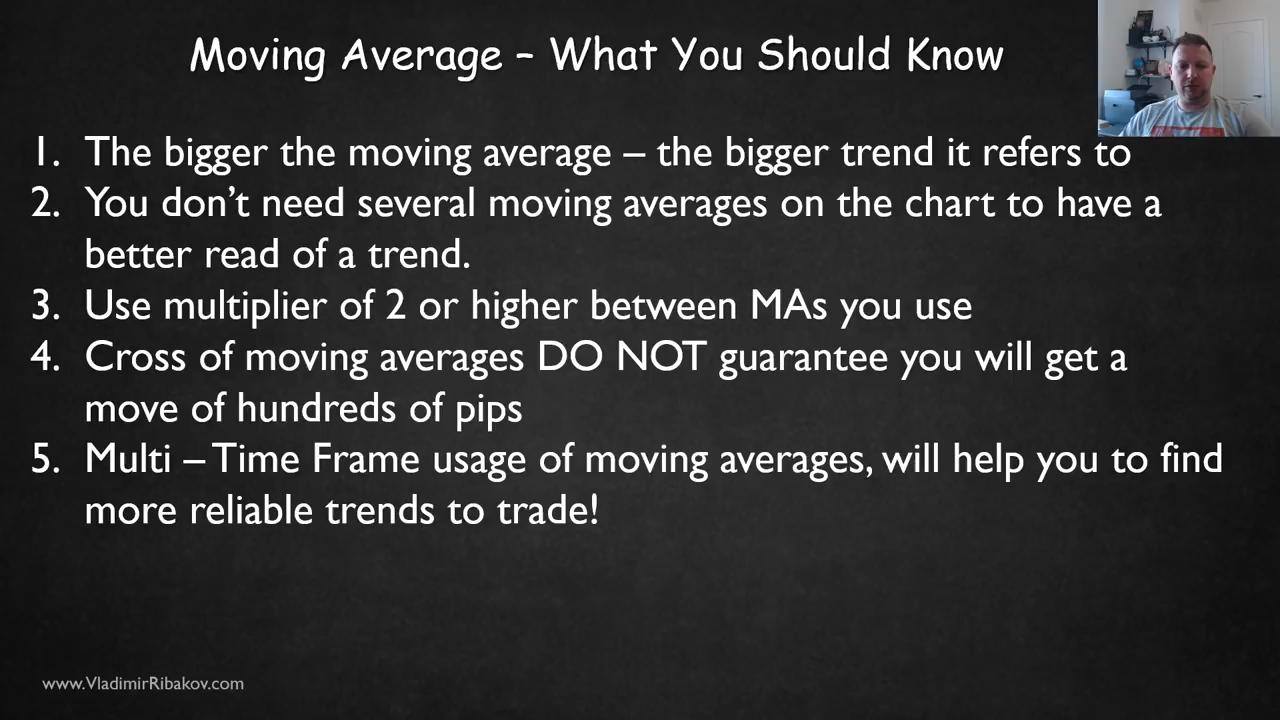 Moving Average – What You Should Know
1. The bigger the moving average – the bigger trend it refers to
2. You don’t need several moving averages on the chart to have a
better read of a trend.
3. Use multiplier of 2 or higher between MAs you use
4. Cross of moving averages DO NOT guarantee you will get a
move of hundreds of pips
5. Multi – Time Frame usage of moving averages, will help you to find
more reliable trends to trade!
www.VladimirRibakov.com